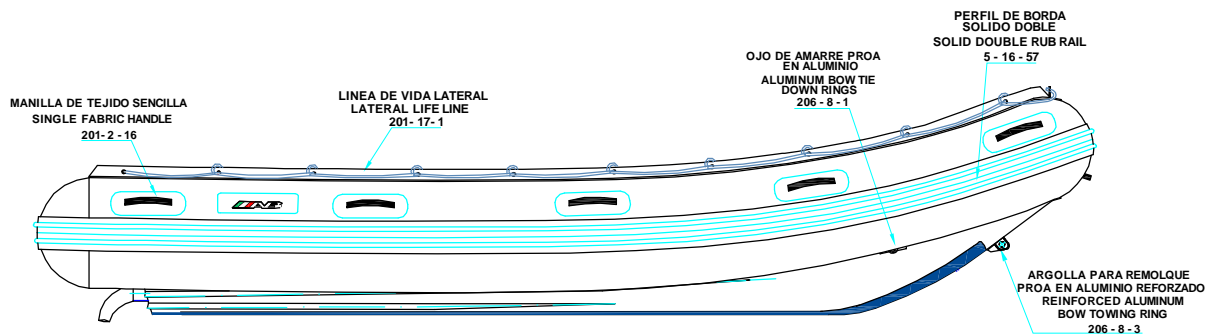 MANILLA DE TEJIDO SENCILLA
SINGLE FABRIC HANDLE
201- 2 - 16
LINEA DE VIDA LATERAL
LATERAL LIFE LINE
201 - 17- 1
OJO DE AMARRE PROA
EN ALUMINIO
ALUMINUM BOW TIE
DOWN RINGS
206 - 8 - 1
PERFIL DE BORDA
SOLIDO DOBLE
SOLID DOUBLE RUB RAIL
5 - 16 - 57
ARGOLLA PARA REMOLQUE
PROA EN ALUMINIO REFORZADO
REINFORCED ALUMINUM
BOW TOWING RING
206 - 8 - 3